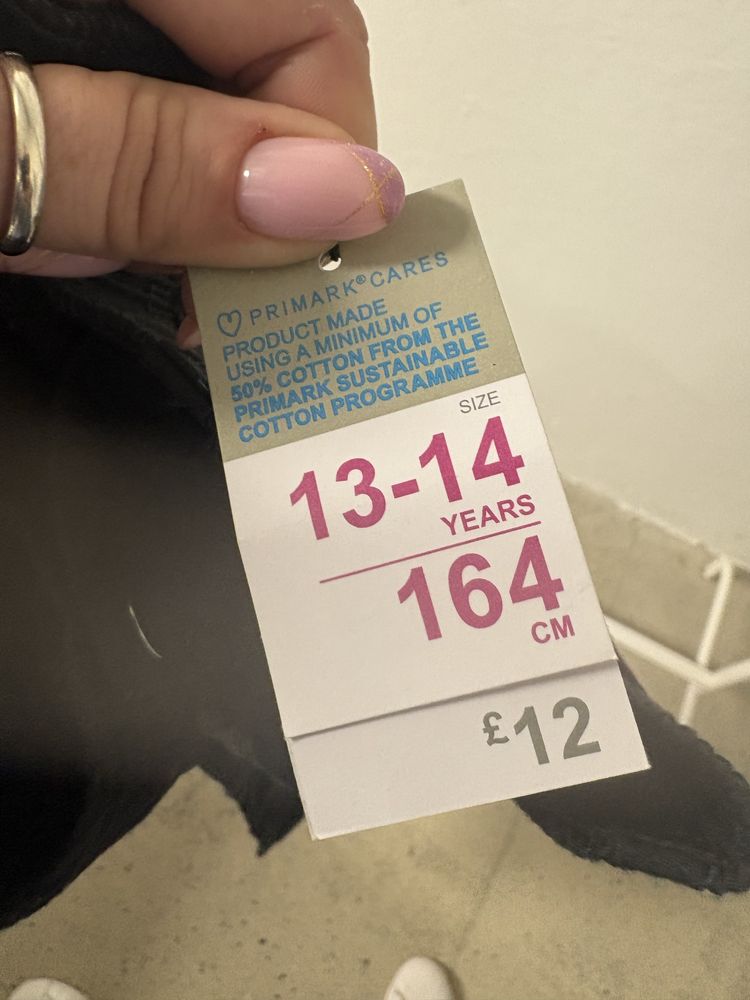 PRIMARK® CARES
PRODUCT MADE
USING A MINIMUM OF
50% COTTON FROM THE
PRIMARK SUSTAINABLE
COTTON PROGRAMME
SIZE
13-14
YEARS
164
CM
£12